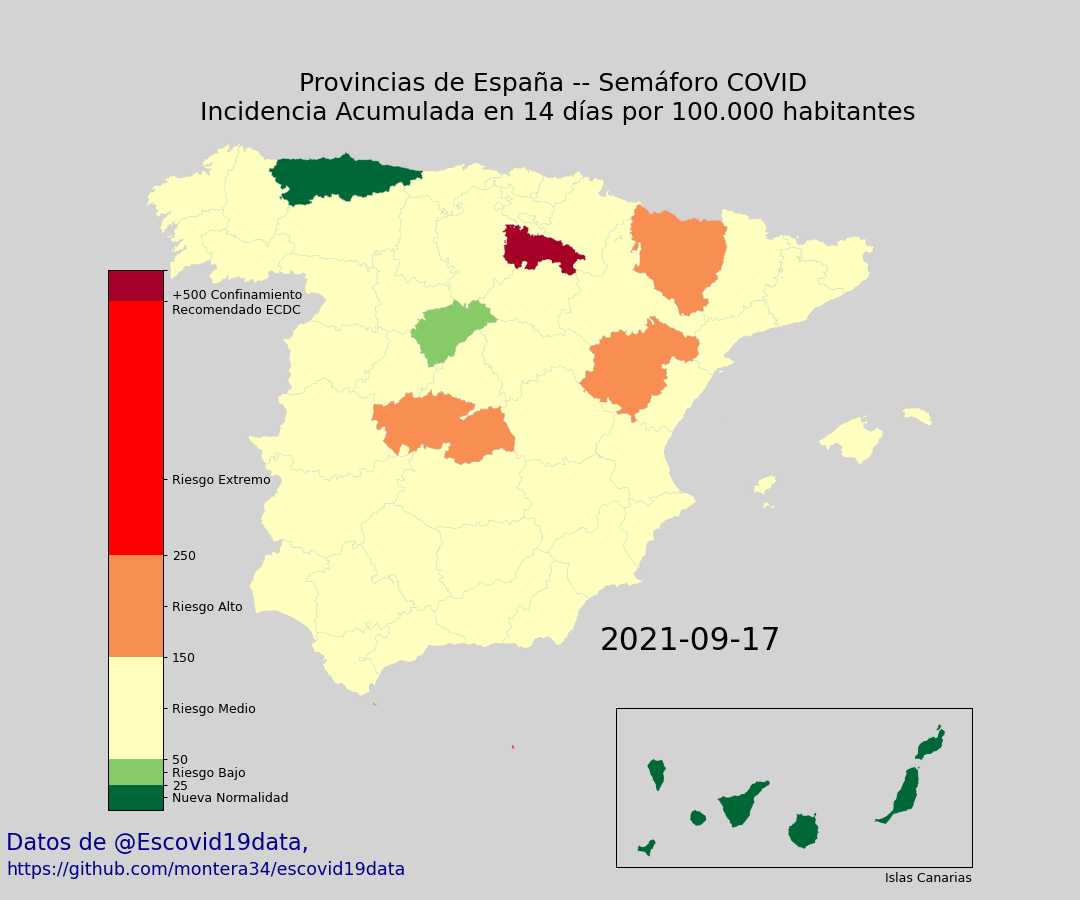 Provincias de España -- Semáforo COVID
Incidencia Acumulada en 14 días por 100.000 habitantes
+500 Confinamiento
Recomendado ECDC
Riesgo Extremo
250
Riesgo Alto
150
Riesgo Medio
50
Riesgo Bajo
25
Nueva Normalidad
2021-09-17
Islas Canarias
Datos de @Escovid19data,
https://github.com/montera34/escovid19data